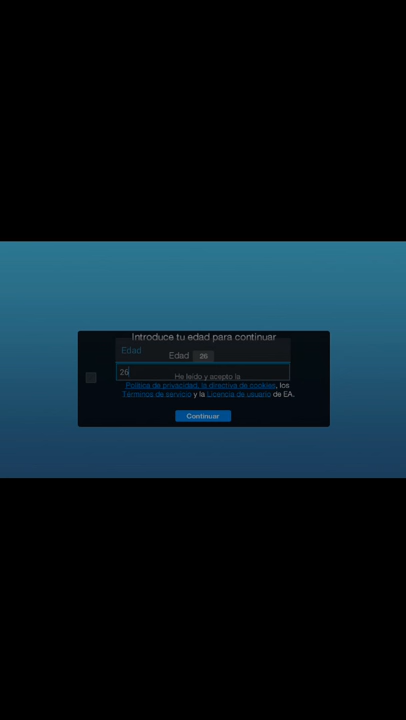 Introduce tu edad para continuar
Edad
Edad 26
26
He leído y acepto la
Política de privacidad, la directiva de cookies, los
Términos de servicio y la Licencia de usuario de EA.
Continuar